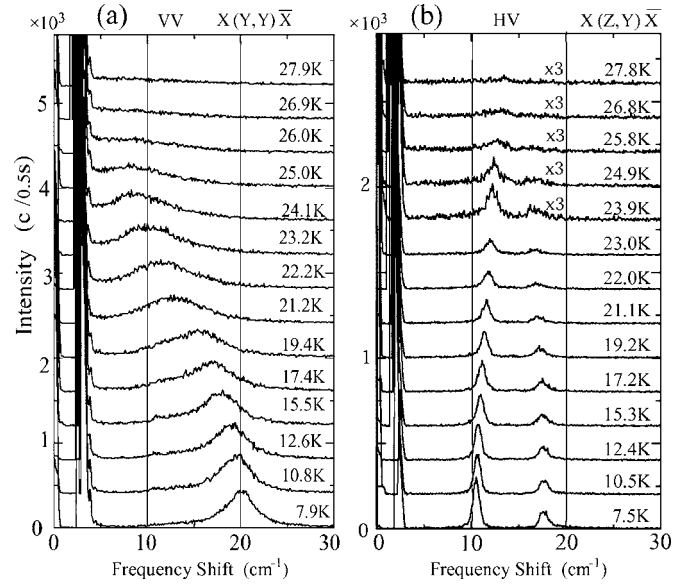 ×10³ (a) VV X(Y,Y)X̅
5
4
3
2
1
0
Intensity (c/0.5s)
27.9K
26.9K
26.0K
25.0K
24.1K
23.2K
22.2K
21.2K
19.4K
17.4K
15.5K
12.6K
10.8K
7.9K
0 10 20 30
Frequency Shift (cm⁻¹)
×10³ (b) HV X(Z,Y)X̅
2
1
0
x3 27.8K
x3 26.8K
x3 25.8K
x3 24.9K
x3 23.9K
23.0K
22.0K
21.1K
19.2K
17.2K
15.3K
12.4K
10.5K
7.5K
0 10 20 30
Frequency Shift (cm⁻¹)